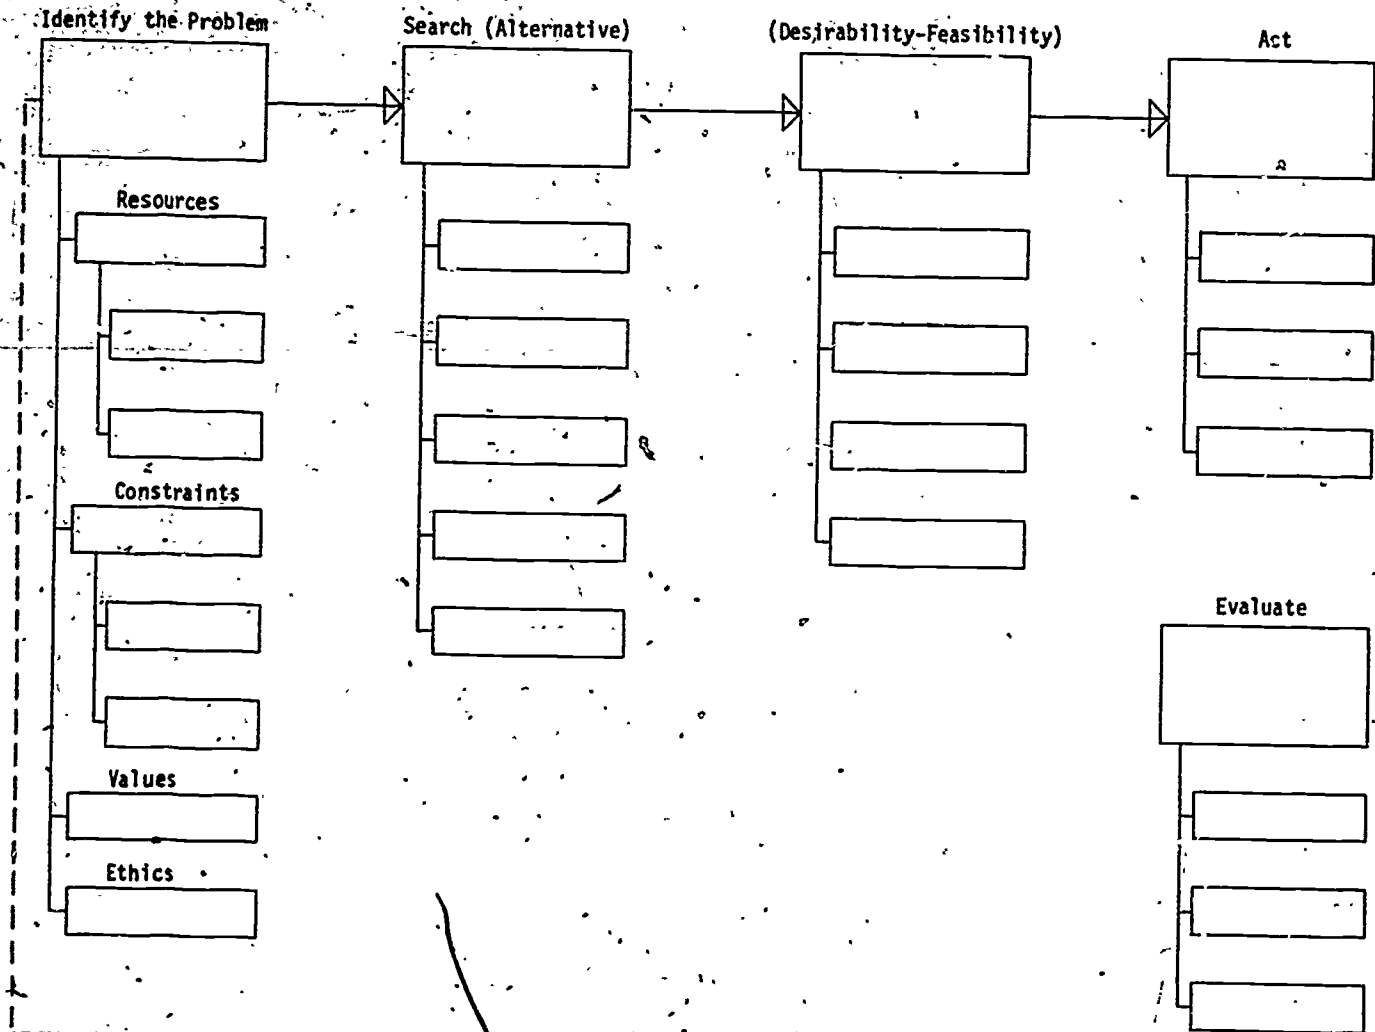 Identify the Problem
Search (Alternative)
(Desirability-Feasibility)
Act
Resources
Constraints
Values
Ethics
Evaluate